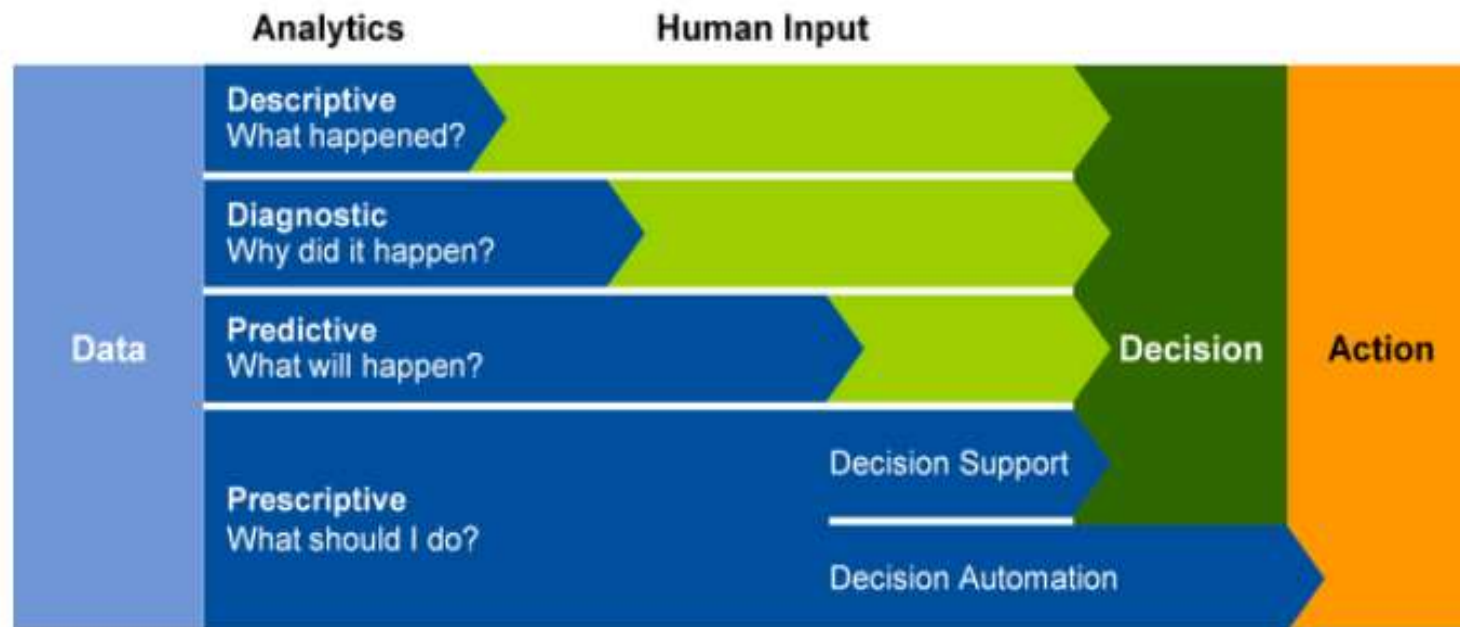 Analytics
Human Input
Data
Descriptive
What happened?
Diagnostic
Why did it happen?
Predictive
What will happen?
Prescriptive
What should I do?
Decision Support
Decision Automation
Decision
Action